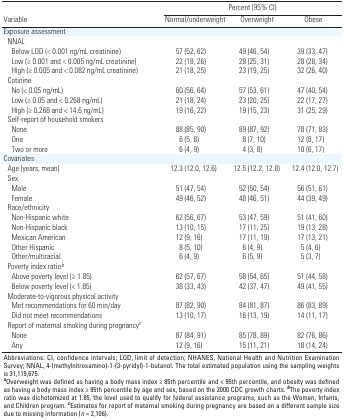 Percent (95% CI)
Variable Normal/underweight Overweight Obese
Exposure assessment
NNAL
Below LOD (< 0.001 ng/mL creatinine) 57 (52, 62) 49 (46, 54) 39 (33, 47)
Low (≥ 0.001 and < 0.005 ng/mL creatinine) 22 (18, 26) 28 (25, 31) 28 (28, 34)
High (≥ 0.005 and < 0.082 ng/mL creatinine) 21 (18, 25) 23 (19, 25) 32 (26, 40)
Cotinine
No (< 0.05 ng/mL) 60 (56, 64) 57 (53, 61) 47 (40, 54)
Low (≥ 0.05 and < 0.268 ng/mL) 21 (18, 24) 23 (20, 25) 22 (17, 27)
High (≥ 0.268 and < 14.6 ng/mL) 19 (16, 22) 19 (15, 23) 31 (25, 29)
Self-report of household smokers
None 88 (85, 90) 89 (87, 92) 78 (71, 83)
One 6 (5, 8) 8 (7, 10) 12 (8, 17)
Two or more 6 (4, 9) 4 (3, 8) 10 (6, 17)
Covariates
Age (years, mean) 12.3 (12.0, 12.6) 12.5 (12.2, 12.8) 12.4 (12.0, 12.7)
Sex
Male 51 (47, 54) 52 (50, 54) 56 (51, 61)
Female 49 (46, 52) 48 (46, 51) 44 (39, 49)
Race/ethnicity
Non-Hispanic white 62 (56, 67) 53 (47, 59) 51 (41, 60)
Non-Hispanic black 13 (10, 15) 17 (11, 25) 19 (13, 28)
Mexican American 12 (9, 16) 17 (11, 19) 17 (13, 21)
Other Hispanic 8 (5, 10) 6 (4, 9) 5 (4, 6)
Other/multiracial 6 (4, 9) 6 (5, 9) 5 (3, 7)
Poverty index ratio<sup>b</sup>
Above poverty level (≥ 1.85) 62 (57, 67) 58 (54, 65) 51 (44, 58)
Below poverty level (< 1.85) 38 (33, 43) 42 (37, 47) 49 (41, 55)
Moderate-to-vigorous physical activity
Met recommendations for 60 min/day 87 (82, 90) 84 (81, 87) 86 (83, 89)
Did not meet recommendations 13 (10, 17) 16 (13, 19) 14 (11, 17)
Report of maternal smoking during pregnancy<sup>c</sup>
None 87 (84, 91) 85 (78, 89) 82 (76, 86)
Any 12 (9, 16) 15 (11, 21) 18 (14, 24)
Abbreviations: CI, confidence intervals; LOD, limit of detection; NHANES, National Health and Nutrition Examination
Survey; NNAL, 4-(methylnitrosamino)-1-(3-pyridyl)-1-butanol. The total estimated population using the sampling weights
is 31,119,675.
<sup>a</sup>Overweight was defined as having a body mass index ≥ 85th percentile and < 95th percentile, and obesity was defined
as having a body mass index ≥ 95th percentile by age and sex, based on the 2000 CDC growth charts. <sup>b</sup>The poverty index
ratio was dichotomized at 1.85, the level used to qualify for federal assistance programs, such as the Women, Infants,
and Children program. <sup>c</sup>Estimates for report of maternal smoking during pregnancy are based on a different sample size
due to missing information (n = 2,106).